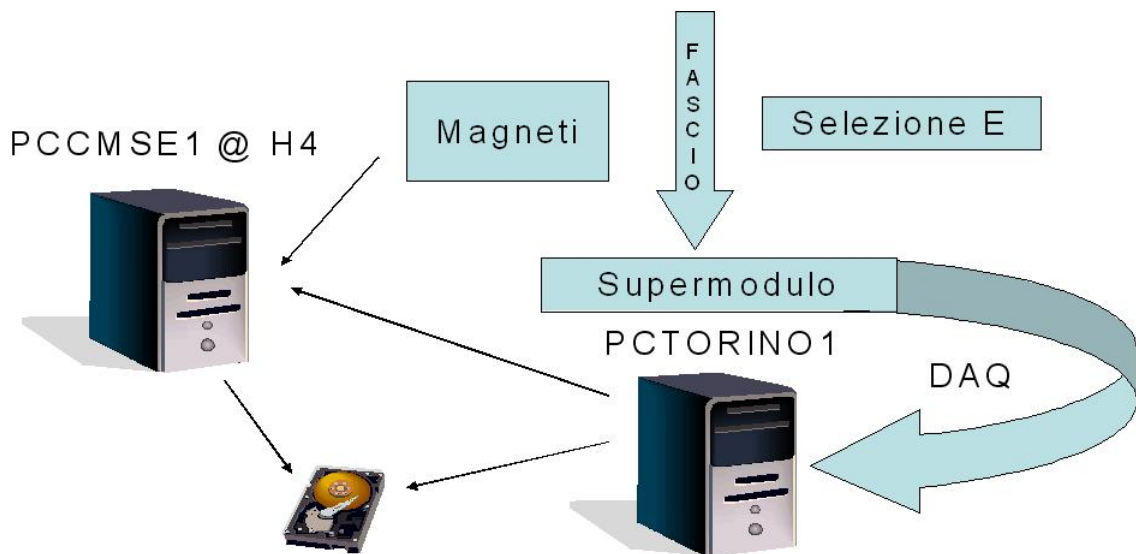 FASCIO
Magneti
Selezione E
PCCMSE1 @ H4
Supermodulo
PCTORINO1
DAQ